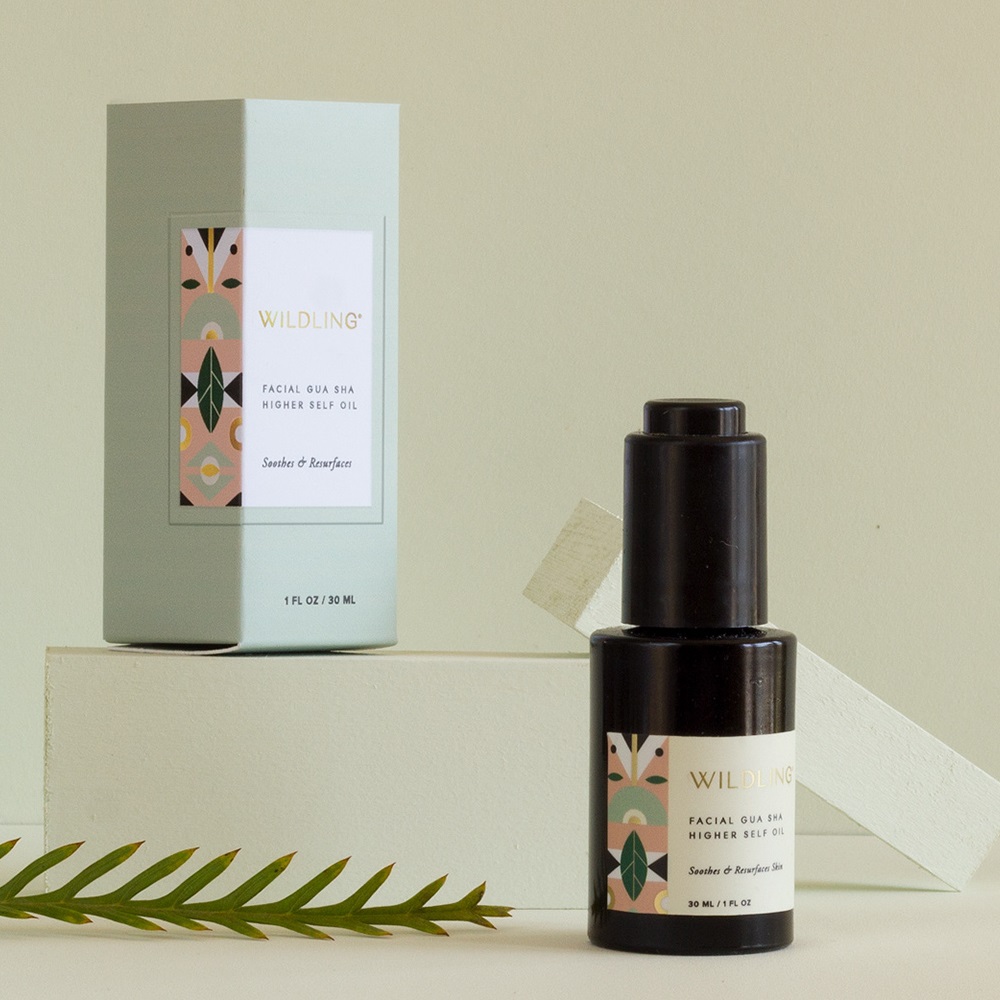 WILDLING®
FACIAL GUA SHA
HIGHER SELF OIL
Soothes & Resurfaces
1 FL OZ / 30 ML
WILDLING®
FACIAL GUA SHA
HIGHER SELF OIL
Soothes & Resurfaces Skin
30 ML / 1 FL OZ